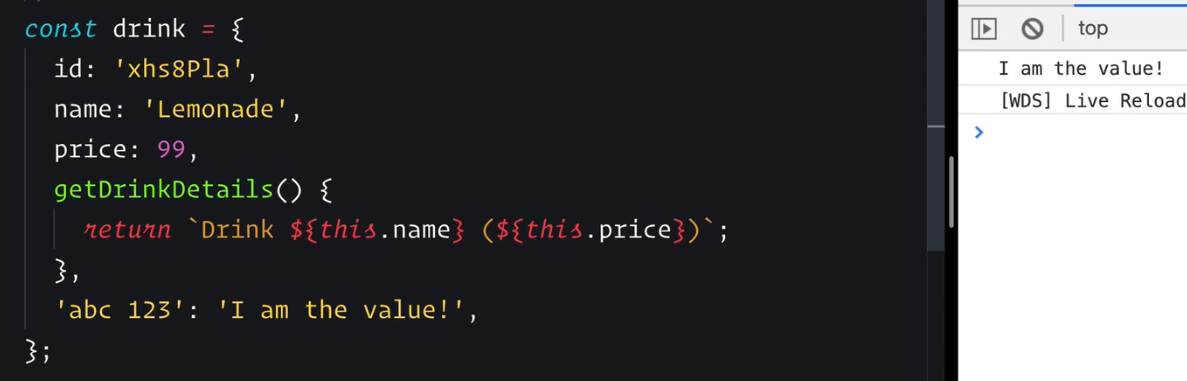 const drink = {
id: 'xhs8Pla',
name: 'Lemonade',
price: 99,
getDrinkDetails() {
return `Drink ${this.name} (${this.price})`;
},
'abc 123': 'I am the value!',
};
top
I am the value!
[WDS] Live Reload